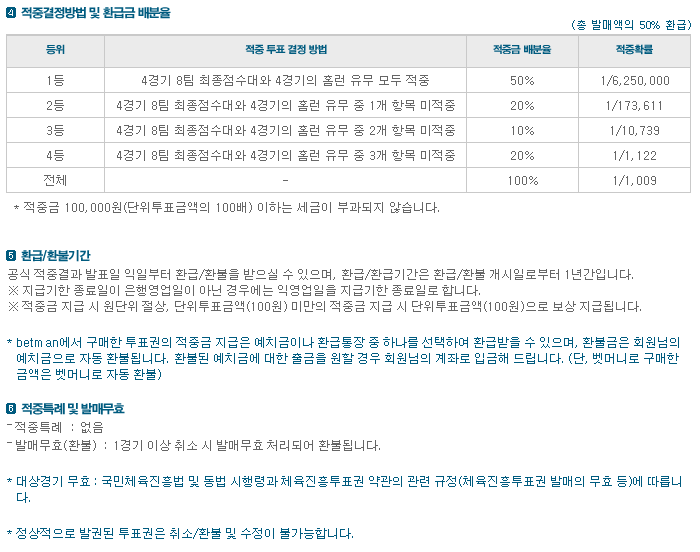 4 적중결정방법 및 환급금 배분율
(총 발매액의 50% 환급)
등위 적중 투표 결정 방법 적중금 배분율 적중확률
1등 4경기 8팀 최종점수대와 4경기의 홈런 유무 모두 적중 50% 1/6,250,000
2등 4경기 8팀 최종점수대와 4경기의 홈런 유무 중 1개 항목 미적중 20% 1/173,611
3등 4경기 8팀 최종점수대와 4경기의 홈런 유무 중 2개 항목 미적중 10% 1/10,739
4등 4경기 8팀 최종점수대와 4경기의 홈런 유무 중 3개 항목 미적중 20% 1/1,122
전체 - 100% 1/1,009
* 적중금 100,000원(단위투표금액의 100배) 이하는 세금이 부과되지 않습니다.
5 환급/환불기간
공식 적중결과 발표일 익일부터 환급/환불을 받으실 수 있으며, 환급/환급기간은 환급/환불 개시일로부터 1년간입니다.
※ 지급기한 종료일이 은행영업일이 아닌 경우에는 익영업일을 지급기한 종료일로 합니다.
※ 적중금 지급 시 원단위 절상, 단위투표금액(100원) 미만의 적중금 지급 시 단위투표금액(100원)으로 보상 지급됩니다.
* betman에서 구매한 투표권의 적중금 지급은 예치금이나 환급통장 중 하나를 선택하여 환급받을 수 있으며, 환불금은 회원님의
예치금으로 자동 환불됩니다. 환불된 예치금에 대한 출금을 원할 경우 회원님의 계좌로 입금해 드립니다. (단, 벳머니로 구매한
금액은 벳머니로 자동 환불)
6 적중특례 및 발매무효
- 적중특례 : 없음
- 발매무효(환불) : 1경기 이상 취소 시 발매무효 처리되어 환불됩니다.
* 대상경기 무효 : 국민체육진흥법 및 동법 시행령과 체육진흥투표권 약관의 관련 규정(체육진흥투표권 발매의 무효 등)에 따릅니
다.
* 정상적으로 발권된 투표권은 취소/환불 및 수정이 불가능합니다.